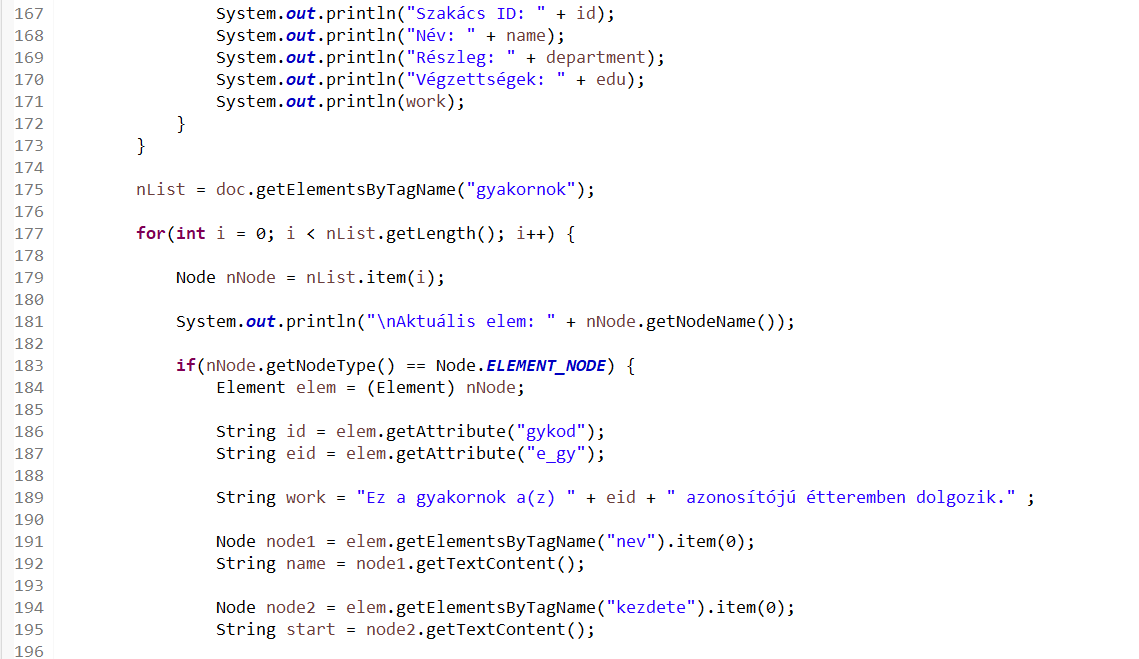 167                 System.out.println("Szakács ID: " + id);
168                 System.out.println("Név: " + name);
169                 System.out.println("Részleg: " + department);
170                 System.out.println("Végzettségek: " + edu);
171                 System.out.println(work);
172             }
173         }
174
175         nList = doc.getElementsByTagName("gyakornok");
176
177         for(int i = 0; i < nList.getLength(); i++) {
178
179             Node nNode = nList.item(i);
180
181             System.out.println("\nAktuális elem: " + nNode.getNodeName());
182
183             if(nNode.getNodeType() == Node.ELEMENT_NODE) {
184                 Element elem = (Element) nNode;
185
186                 String id = elem.getAttribute("gykod");
187                 String eid = elem.getAttribute("e_gy");
188
189                 String work = "Ez a gyakornok a(z) " + eid + " azonosítójú étteremben dolgozik." ;
190
191                 Node node1 = elem.getElementsByTagName("nev").item(0);
192                 String name = node1.getTextContent();
193
194                 Node node2 = elem.getElementsByTagName("kezdete").item(0);
195                 String start = node2.getTextContent();
196